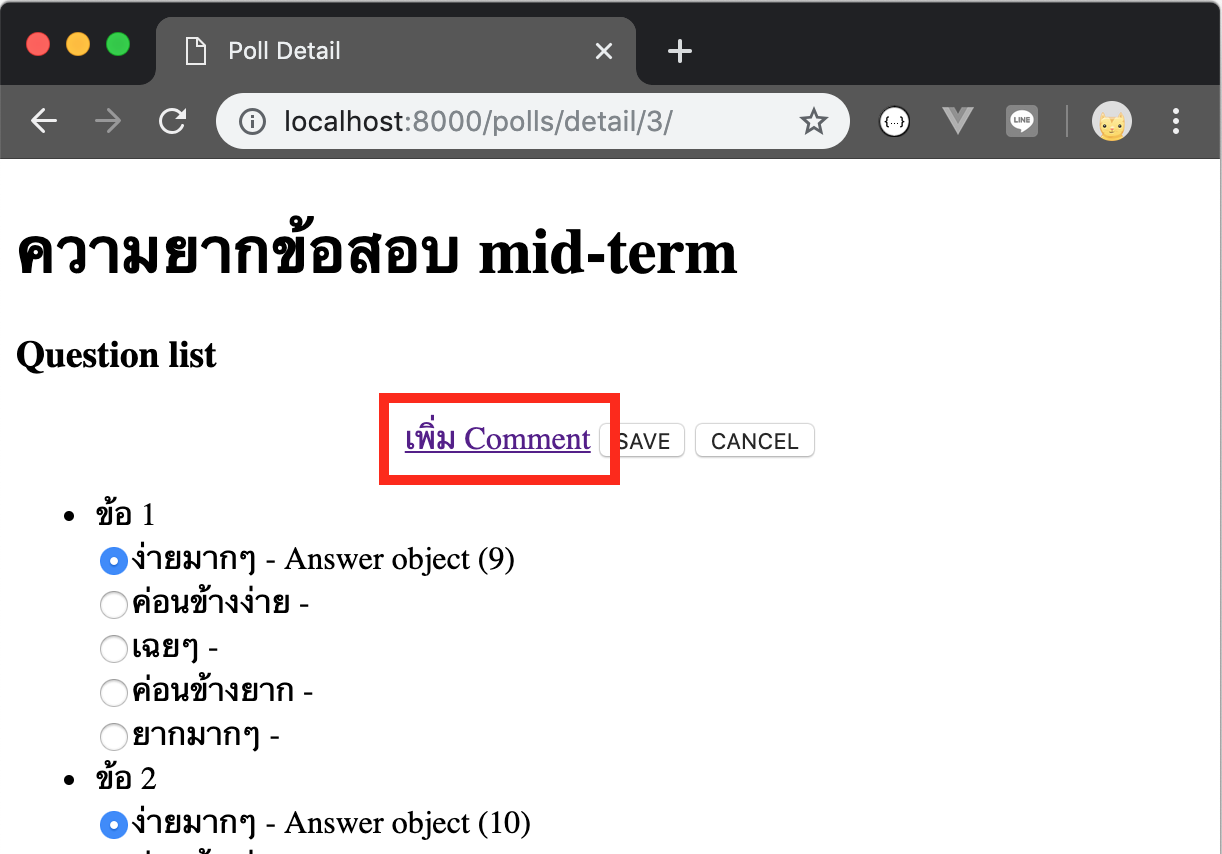 Poll Detail
localhost:8000/polls/detail/3/
{...}
LINE
ความยากข้อสอบ mid-term
Question list
เพิ่ม Comment SAVE CANCEL
ข้อ 1
ง่ายมากๆ - Answer object (9)
ค่อนข้างง่าย -
เฉยๆ -
ค่อนข้างยาก -
ยากมากๆ -
ข้อ 2
ง่ายมากๆ - Answer object (10)